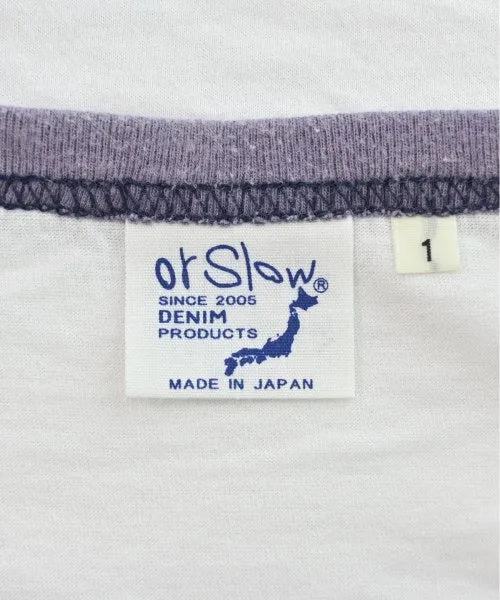 orSlow®
SINCE 2005
DENIM
PRODUCTS
MADE IN JAPAN
1